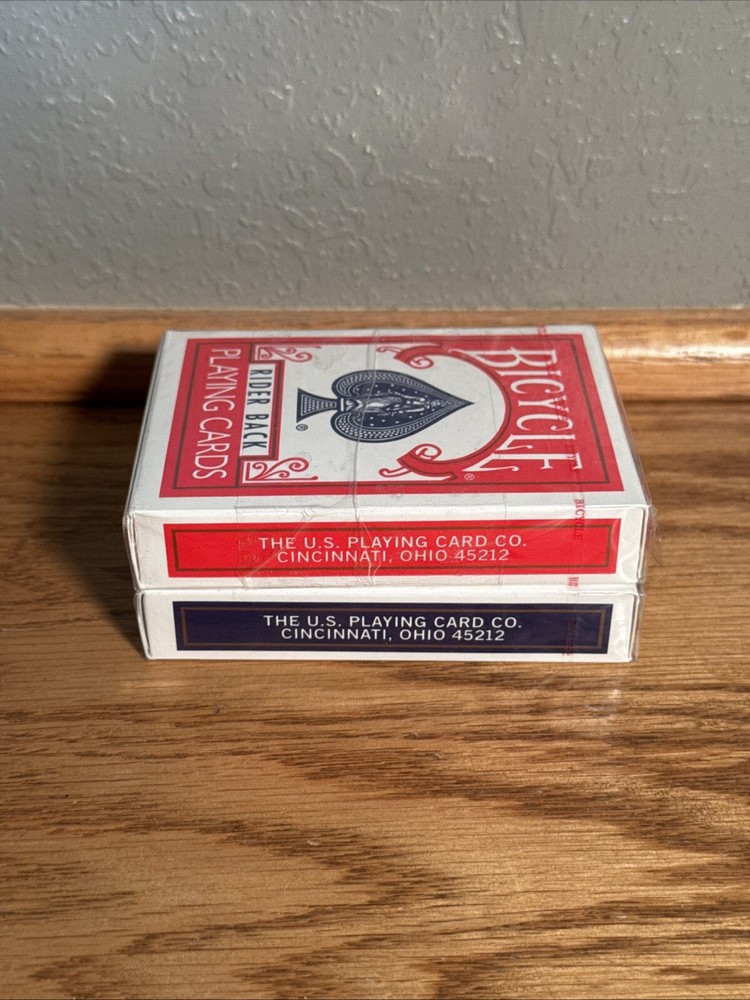 BICYCLE
®
®
RIDER BACK
PLAYING CARDS
BICYCLE
THE U.S. PLAYING CARD CO.
CINCINNATI, OHIO 45212
THE U.S. PLAYING CARD CO.
CINCINNATI, OHIO 45212